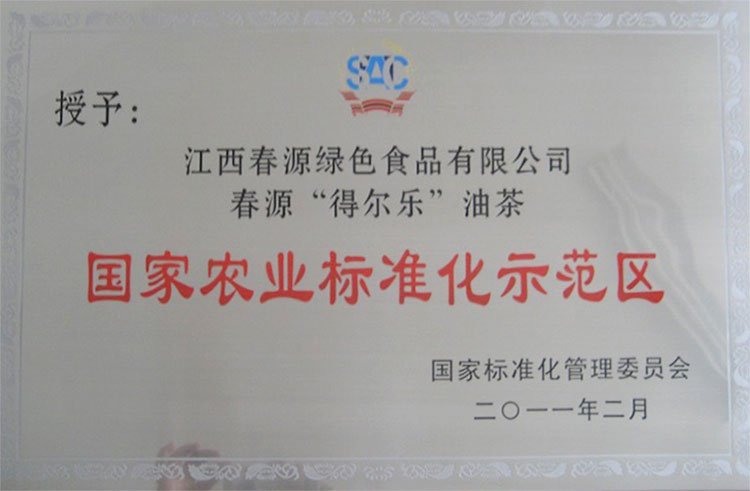 SAC
授予:
江西春源绿色食品有限公司
春源“得尔乐”油茶
国家农业标准化示范区
国家标准化管理委员会
二〇一一年二月